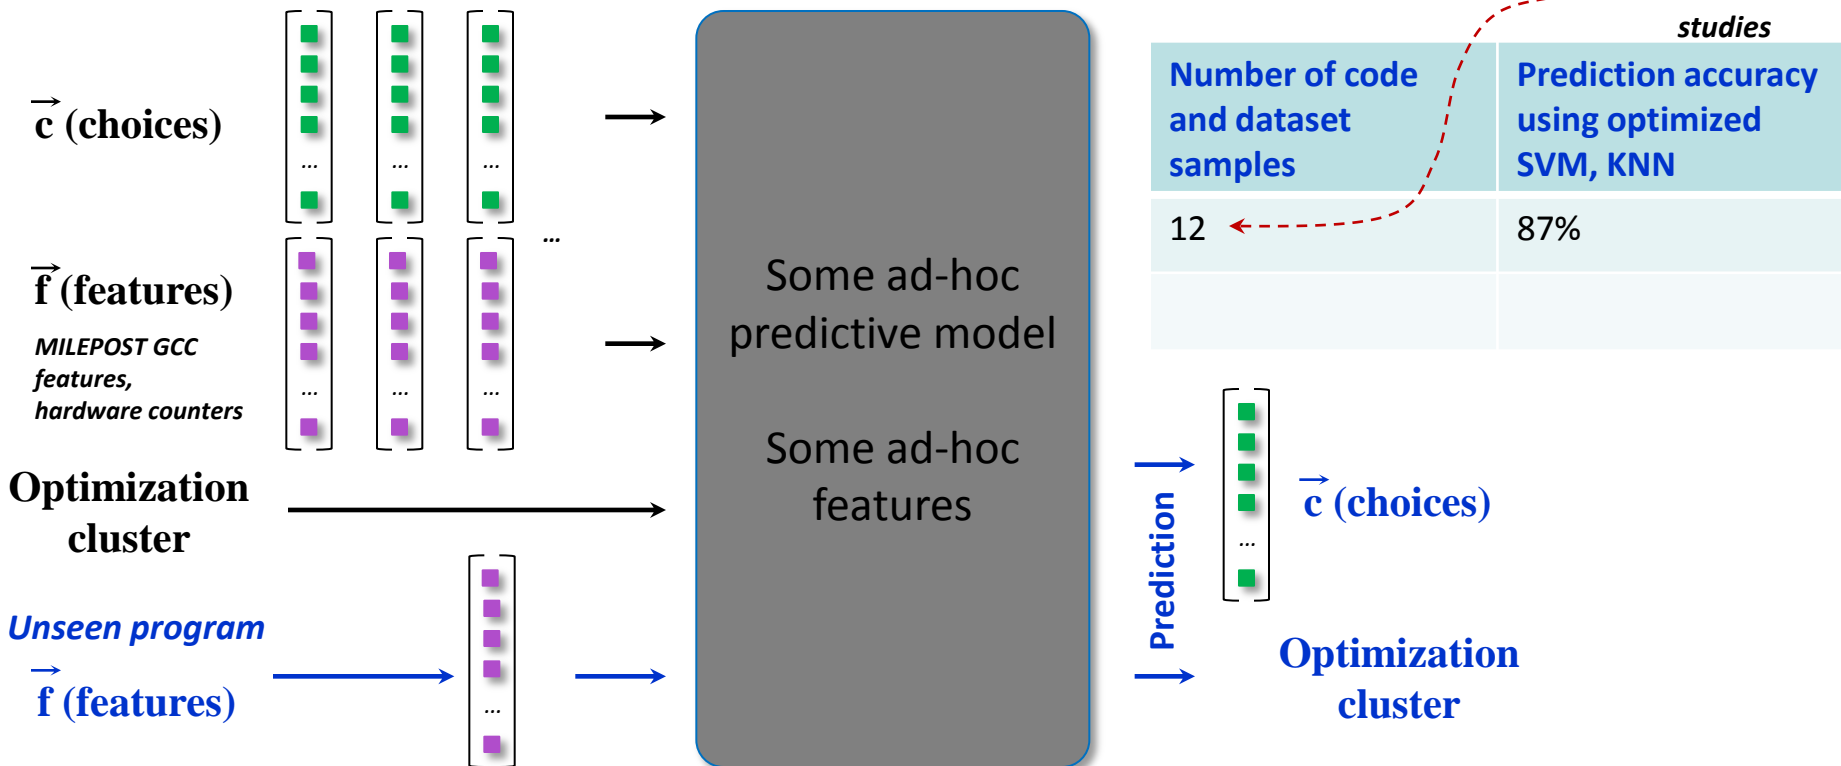 c (choices)
...
...
...
...
f (features)
MILEPOST GCC
features,
hardware counters
...
...
...
Optimization
cluster
Unseen program
f (features)
...
Some ad-hoc
predictive model
Some ad-hoc
features
studies
Number of code
and dataset
samples
Prediction accuracy
using optimized
SVM, KNN
12
87%
Prediction
...
c (choices)
Optimization
cluster